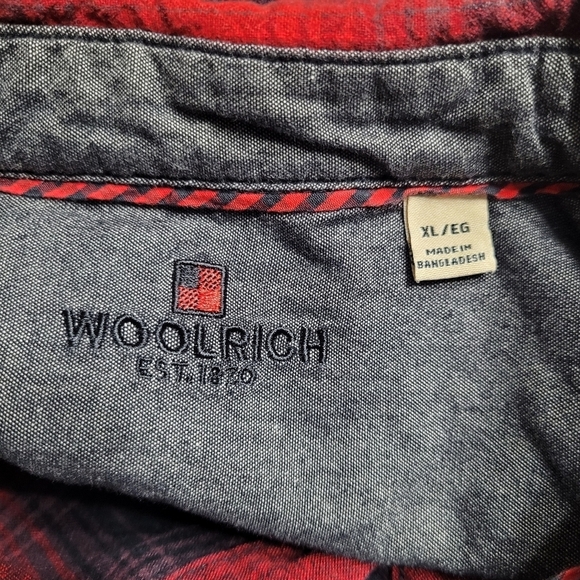 XL/EG
MADE IN
BANGLADESH
WOOLRICH
EST. 1830